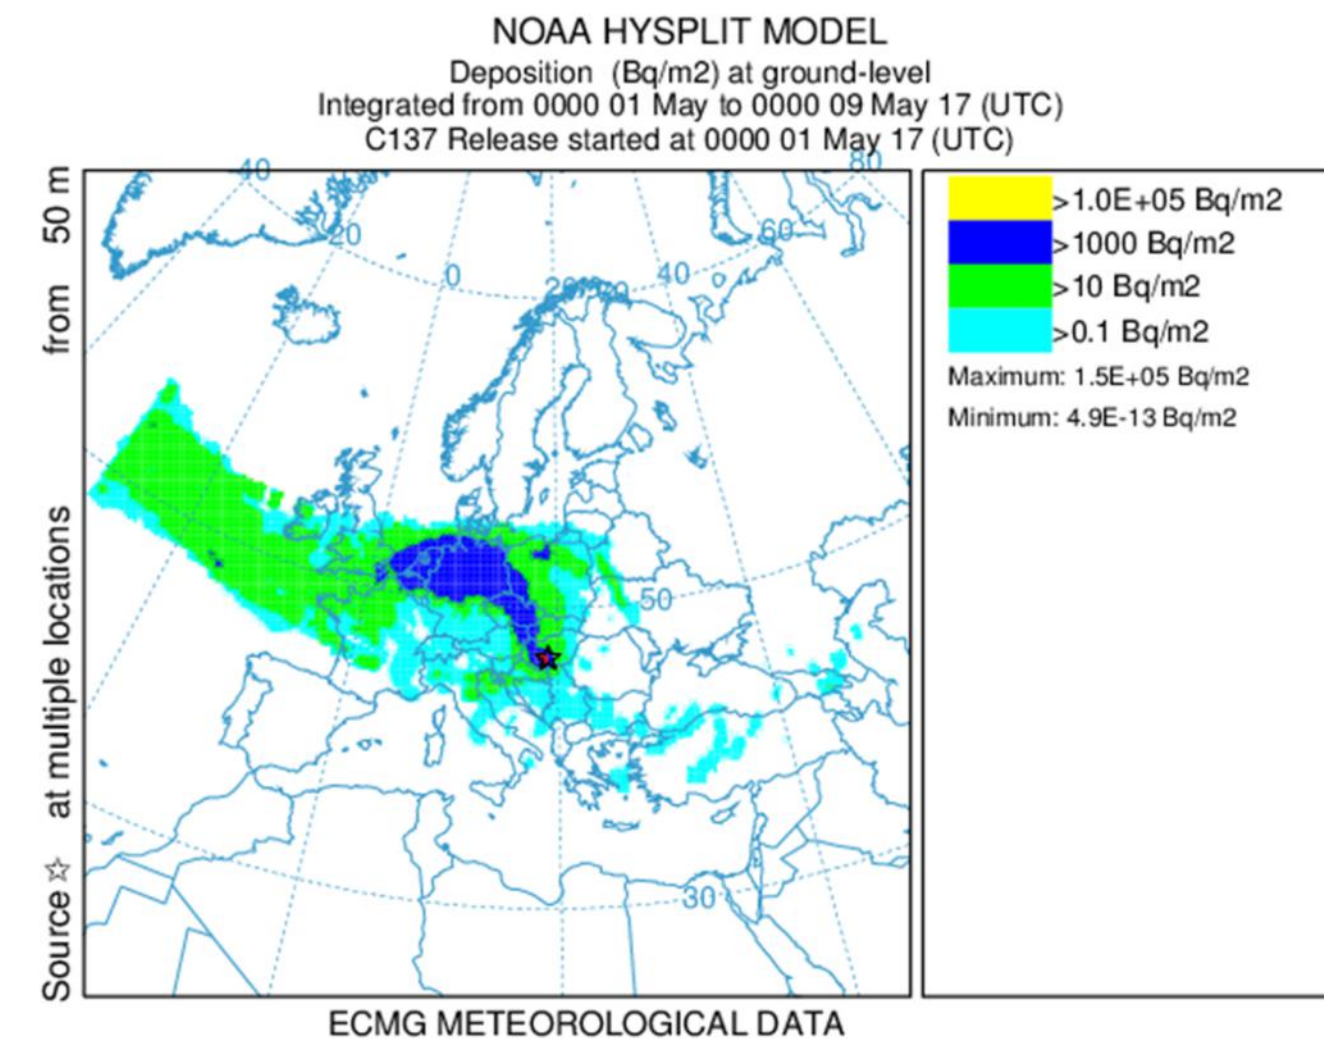 NOAA HYSPLIT MODEL
Deposition (Bq/m2) at ground-level
Integrated from 0000 01 May to 0000 09 May 17 (UTC)
C137 Release started at 0000 01 May 17 (UTC)
Source ☆ at multiple locations from 50 m
-40
80
20
60
0
40
50
30
>1.0E+05 Bq/m2
>1000 Bq/m2
>10 Bq/m2
>0.1 Bq/m2
Maximum: 1.5E+05 Bq/m2
Minimum: 4.9E-13 Bq/m2
ECMG METEOROLOGICAL DATA